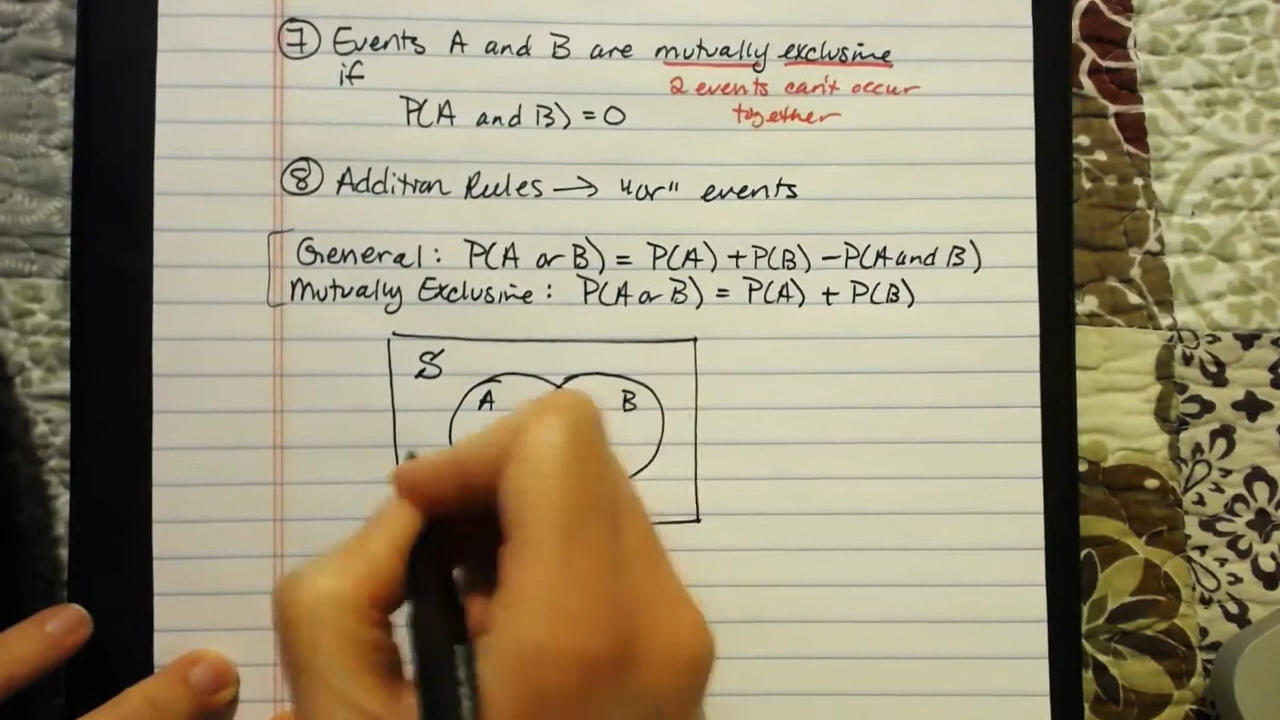 ⑦ Events A and B are mutually exclusive
if
2 events can't occur
together
P(A and B) = 0
⑧ Addition Rules → "or" events
General: P(A or B) = P(A) + P(B) - P(A and B)
Mutually Exclusive: P(A or B) = P(A) + P(B)
S
A B